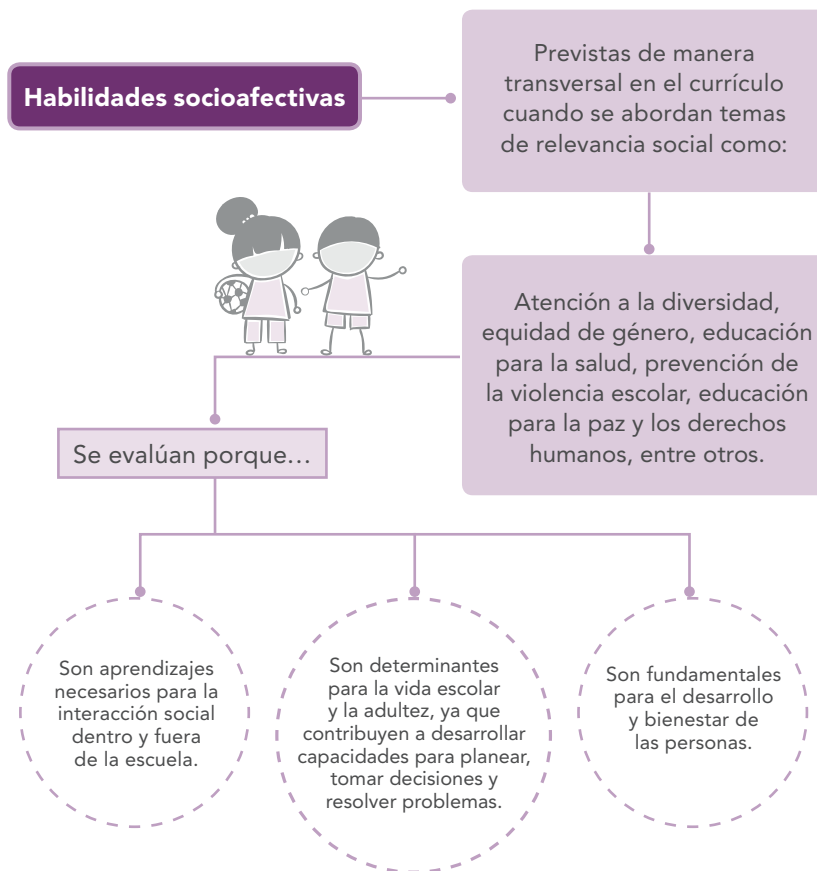 Habilidades socioafectivas
Previstas de manera
transversal en el currículo
cuando se abordan temas
de relevancia social como:
Atención a la diversidad,
equidad de género, educación
para la salud, prevención de
la violencia escolar, educación
para la paz y los derechos
humanos, entre otros.
Se evalúan porque…
Son aprendizajes
necesarios para la
interacción social
dentro y fuera
de la escuela.
Son determinantes
para la vida escolar
y la adultez, ya que
contribuyen a desarrollar
capacidades para planear,
tomar decisiones y
resolver problemas.
Son fundamentales
para el desarrollo
y bienestar de
las personas.